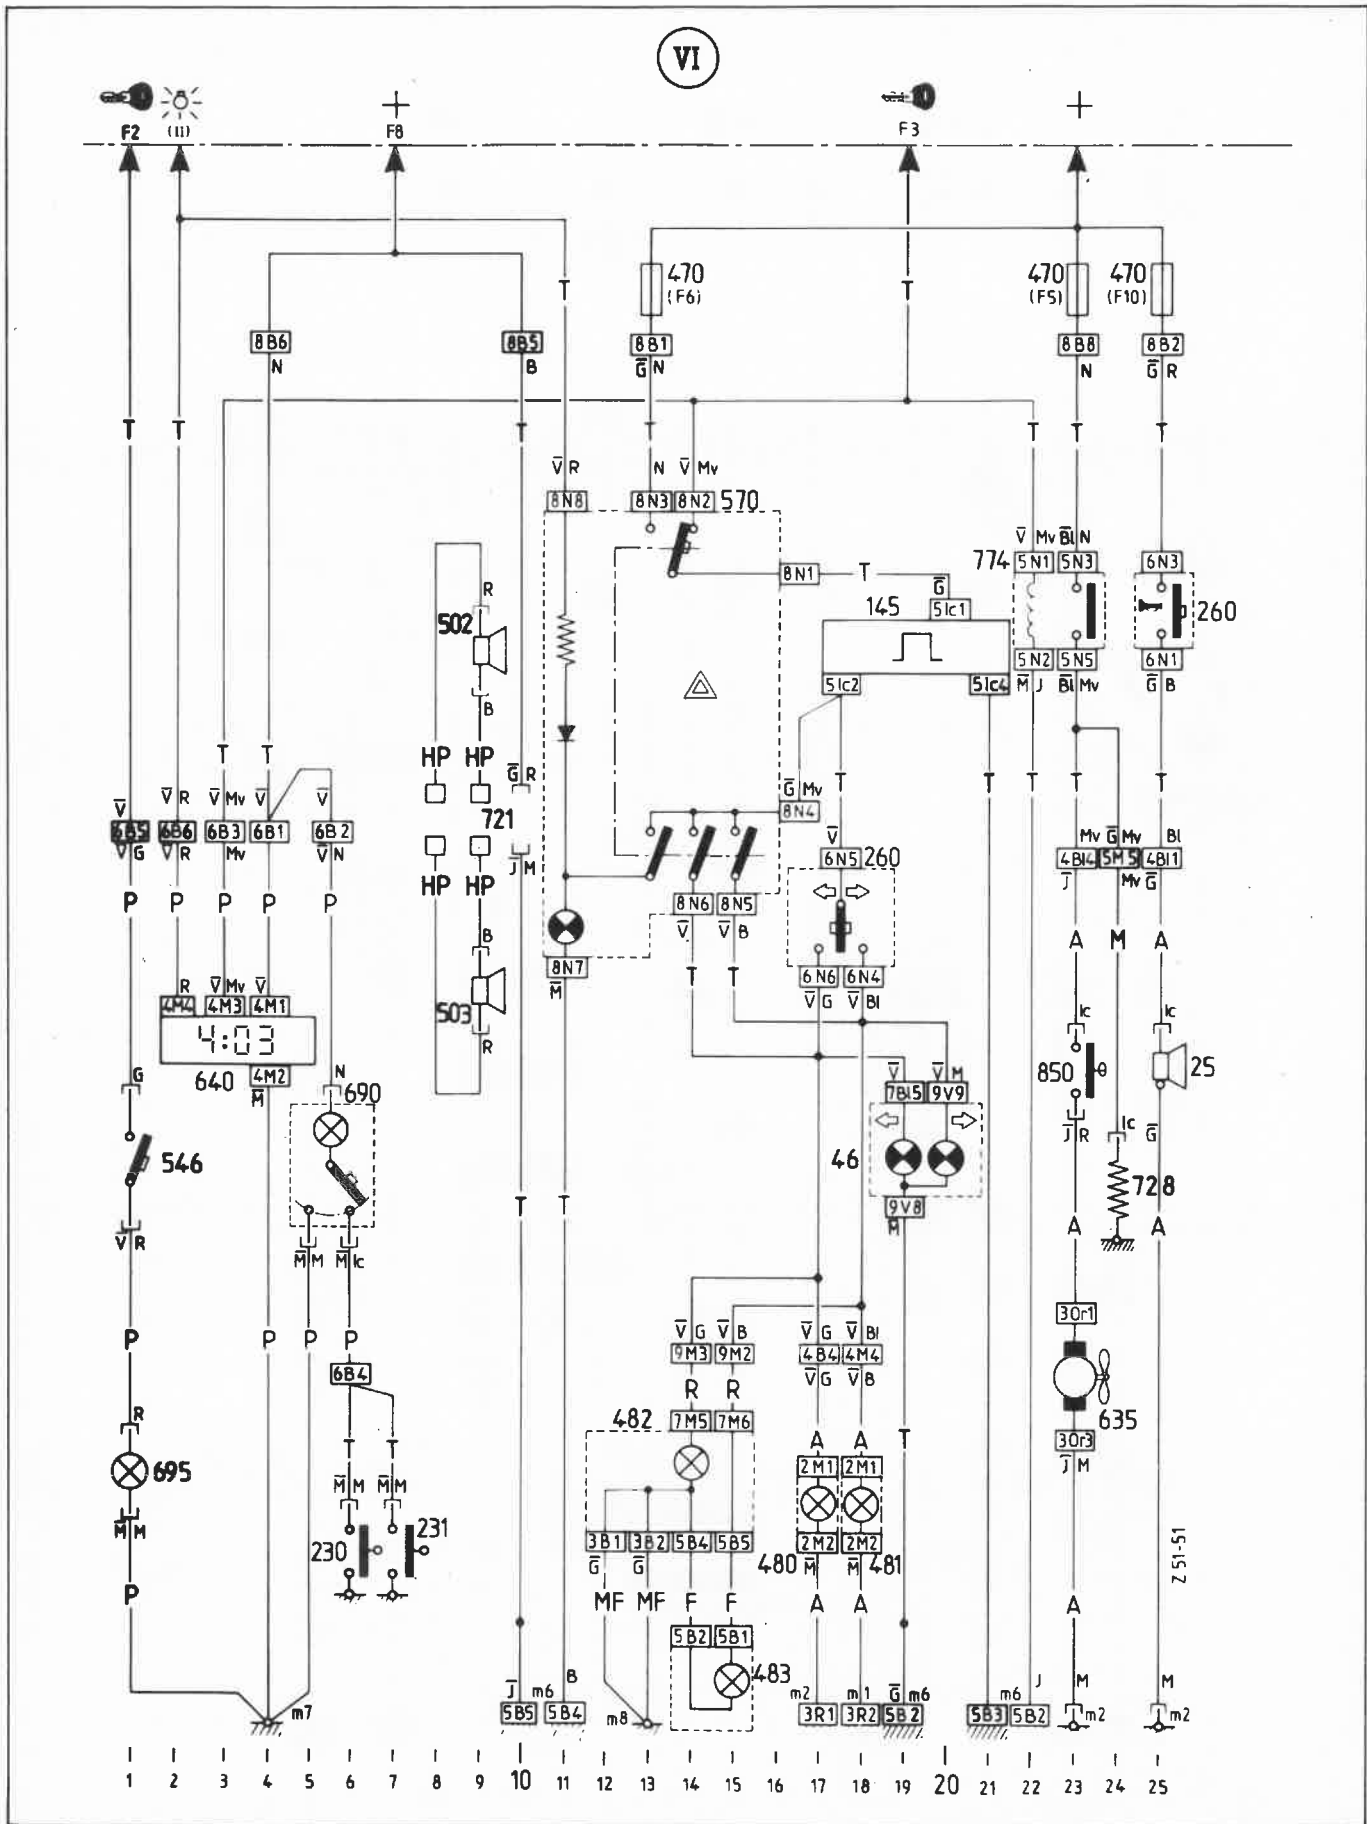 VI
F2 (II) F8 F3
470 470 470
(F6) (F5) (F10)
T T
8B6 8B5 8B1 8B8 8B2
N B G̅ N N G̅ R
T T T T T T T
V̅ R N V̅ Mv
8N8 8N3 8N2 570
V̅ Mv B̅l̅ N
774 5N1 5N3 6N3
8N1 T G̅
R 145 5Ic1
502 260
5N2 5N5 6N1
5Ic2 5Ic4 M̅ J B̅l̅ Mv G̅ B
B
HP HP
T T G̅ R T T T T T
V̅ V̅ R V̅ Mv V̅ V̅ 721 G̅ Mv
8N4
6B5 6B6 6B3 6B1 6B2 V̅ Mv G̅ Mv Bl
V̅ G V̅ R Mv V̅ N J̅ M 6N5 260 4Bl4 5M5 4Bl1
HP HP J̅ Mv G̅
P P P P P 8N6 8N5
V̅ V̅ B
B A M A
8N7 6N6 6N4
R V̅ Mv V̅ M̅ T T V̅ G V̅ Bl
4M4 4M3 4M1 503
4:03 R Ic Ic
640 4M2 850 25
G M̅ N 690 V̅ V̅ M
7Bl5 9V9
J̅ R Ic G̅
546 46 728
9V8
T T M̅ A A
V̅ R M̅ M M̅ Ic
3Or1
P P P P V̅ G V̅ B V̅ G V̅ Bl
9M3 9M2 4B4 4M4
6B4 V̅ G V̅ B
R R
R 482 7M5 7M6 635
T T A A T 3Or3
695 M̅ M M̅ M 2M1 2M1 J̅ M
M̅ M
230 231 3B1 3B2 5B4 5B5 2M2 2M2
G̅ G̅ 480 M̅ M̅ 481
Z 51-51
P MF MF F F A A A
5B2 5B1
483
B J M M
m7 J̅ m6 m8 m2 m1 G̅ m6 m6 m2 m2
5B5 5B4 3R1 3R2 5B2 5B3 5B2
1 2 3 4 5 6 7 8 9 10 11 12 13 14 15 16 17 18 19 20 21 22 23 24 25